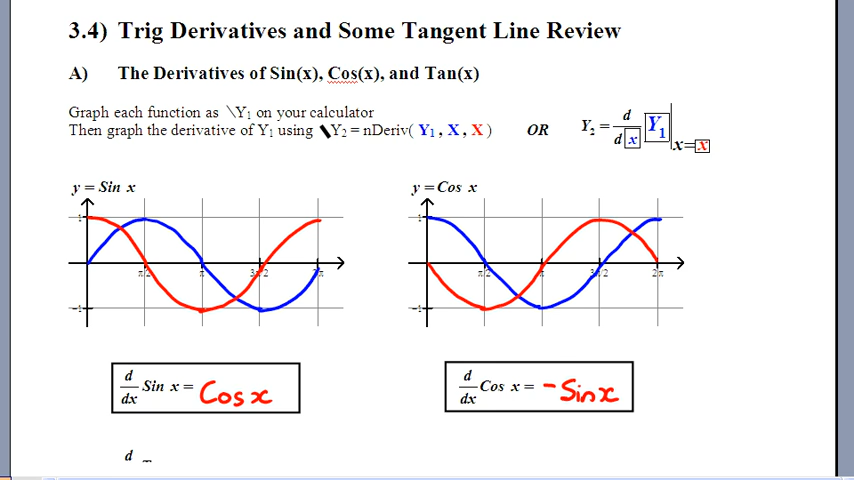 3.4) Trig Derivatives and Some Tangent Line Review
A) The Derivatives of Sin(x), Cos(x), and Tan(x)
Graph each function as \Y₁ on your calculator
Then graph the derivative of Y₁ using \Y₂ = nDeriv( Y₁ , X , X ) OR Y₂ = d/d[x] [Y₁] |x=[x]
y = Sin x
y = Cos x
1
-1
π/2
π
3π/2
2π
1
-1
π/2
π
3π/2
2π
d/dx Sin x = Cos x
d/dx Cos x = -Sin x
d